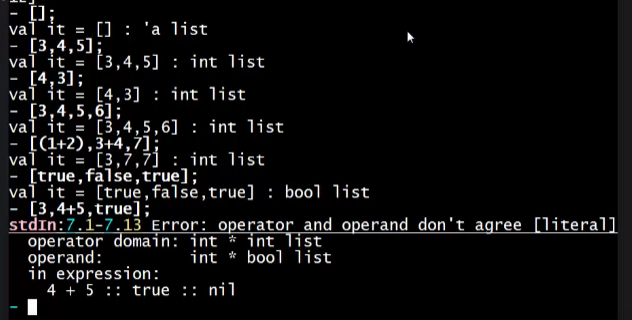 - [];
val it = [] : 'a list
- [3,4,5];
val it = [3,4,5] : int list
- [4,3];
val it = [4,3] : int list
- [3,4,5,6];
val it = [3,4,5,6] : int list
- [(1+2),3+4,7];
val it = [3,7,7] : int list
- [true,false,true];
val it = [true,false,true] : bool list
- [3,4+5,true];
stdIn:7.1-7.13 Error: operator and operand don't agree [literal]
operator domain: int * int list
operand: int * bool list
in expression:
4 + 5 :: true :: nil
-